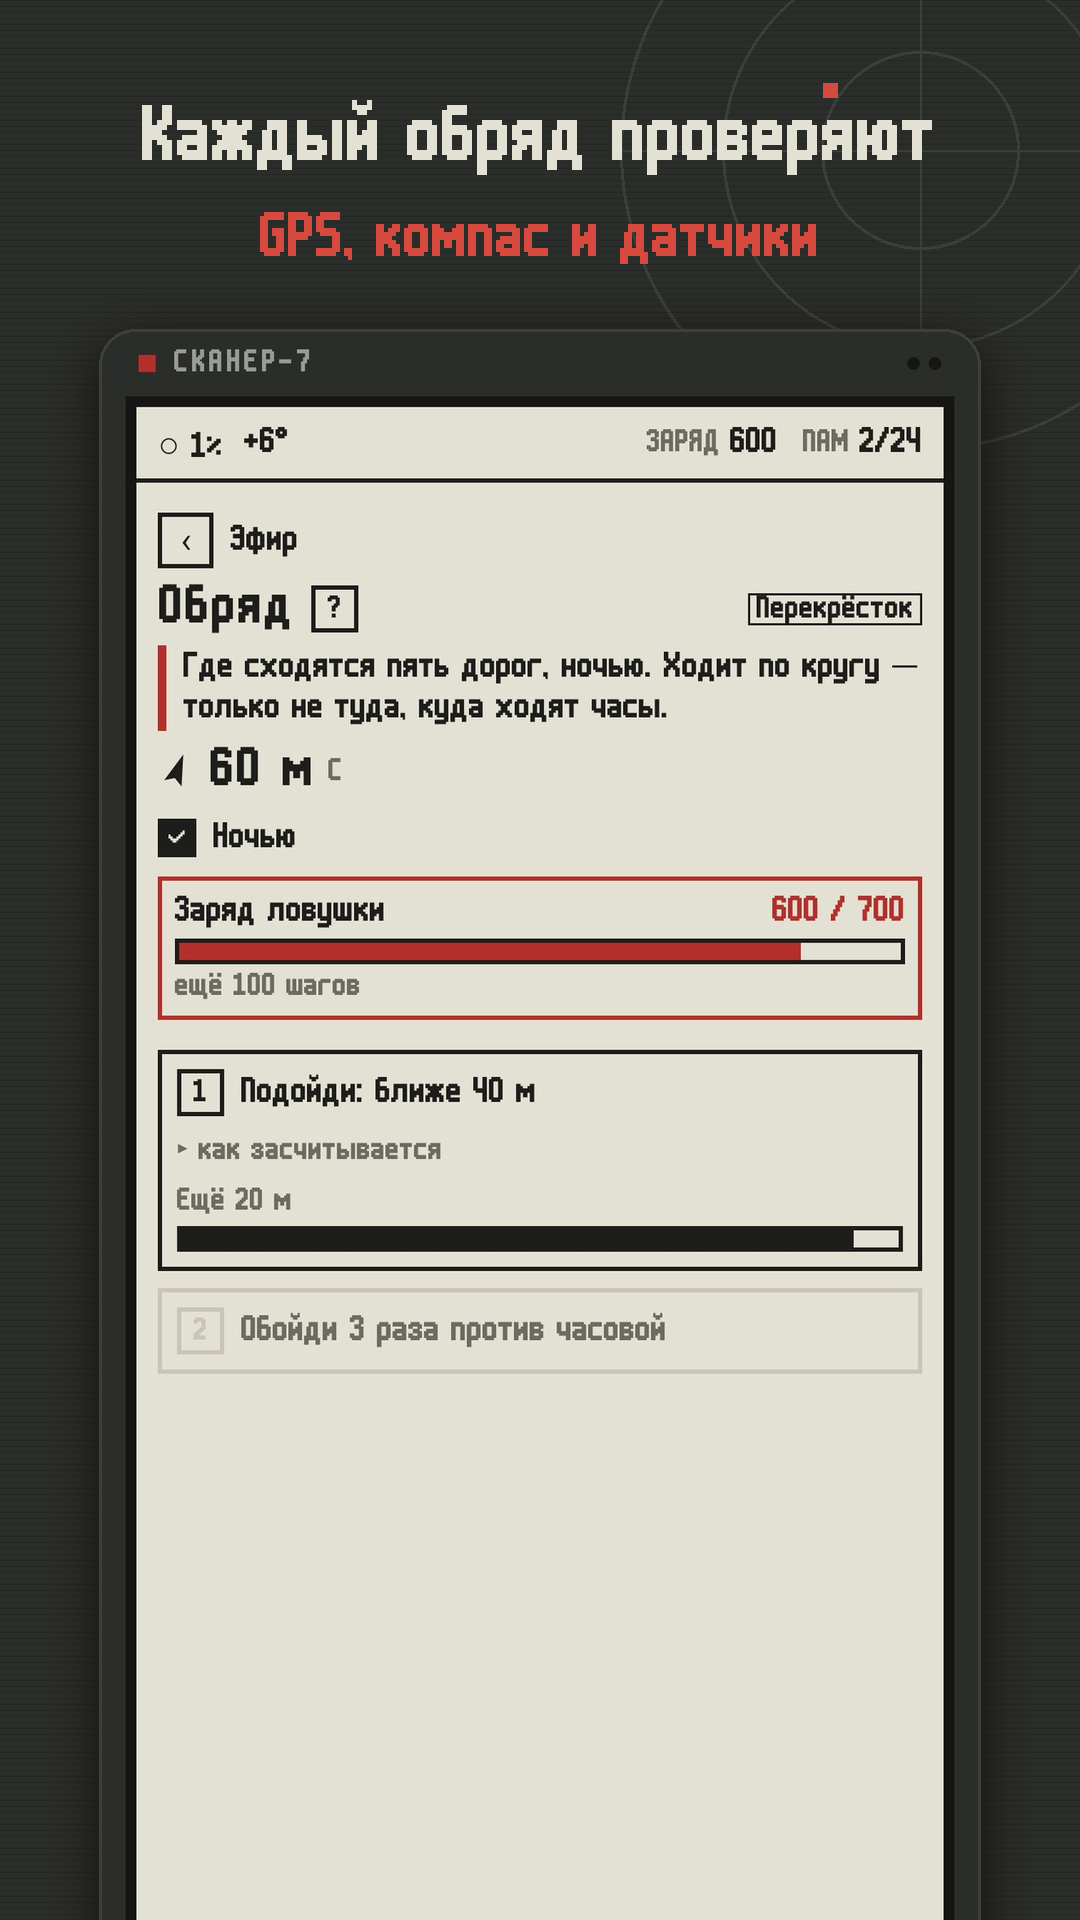 Каждый обряд проверяют
GPS, компас и датчики
СКАНЕР-7
○ 1% +6° ЗАРЯД 600 ПАМ 2/24
‹ Эфир
Обряд ? Перекрёсток
Где сходятся пять дорог, ночью. Ходит по кругу —
только не туда, куда ходят часы.
60 м С
Ночью
Заряд ловушки 600 / 700
ещё 100 шагов
1 Подойди: ближе 40 м
▸ как засчитывается
Ещё 20 м
2 Обойди 3 раза против часовой